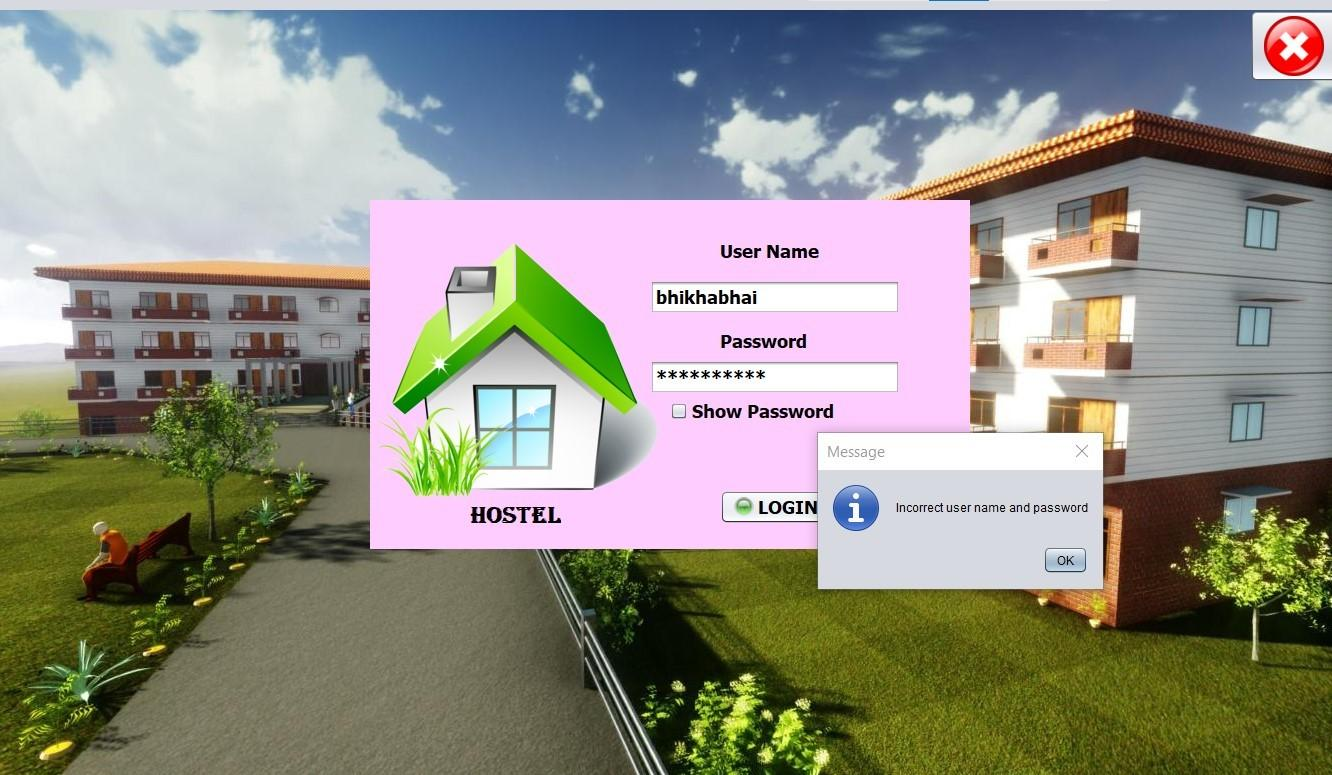 User Name
bhikhabhai
Password
**********
Show Password
HOSTEL
LOGIN
Message
Incorrect user name and password
OK